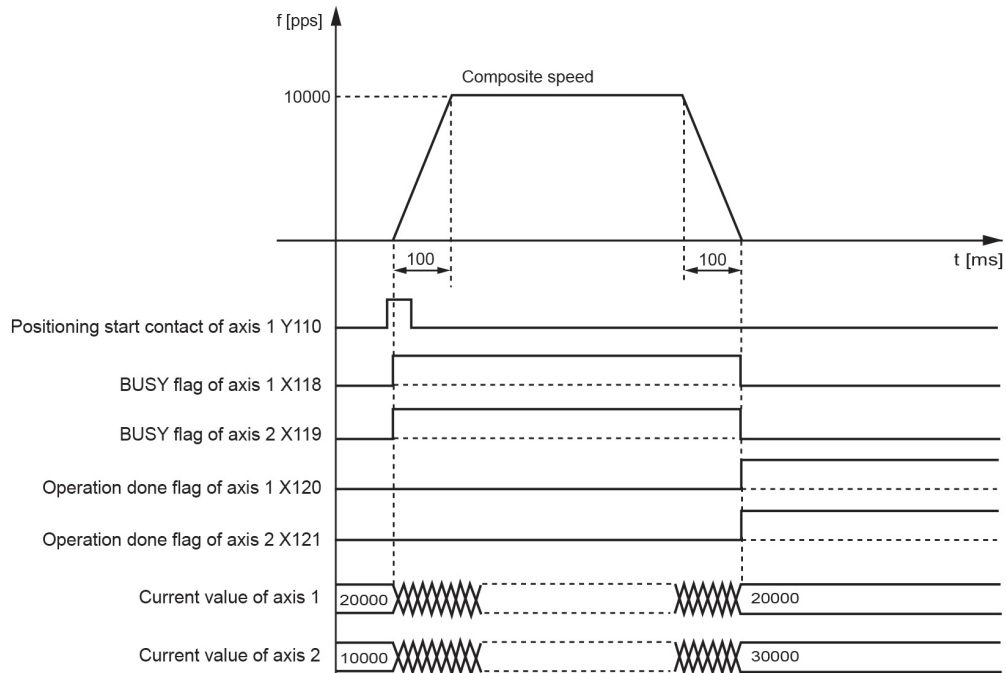 f [pps]
Composite speed
10000
t [ms]
100
100
Positioning start contact of axis 1 Y110
BUSY flag of axis 1 X118
BUSY flag of axis 2 X119
Operation done flag of axis 1 X120
Operation done flag of axis 2 X121
Current value of axis 1
20000
20000
Current value of axis 2
10000
30000